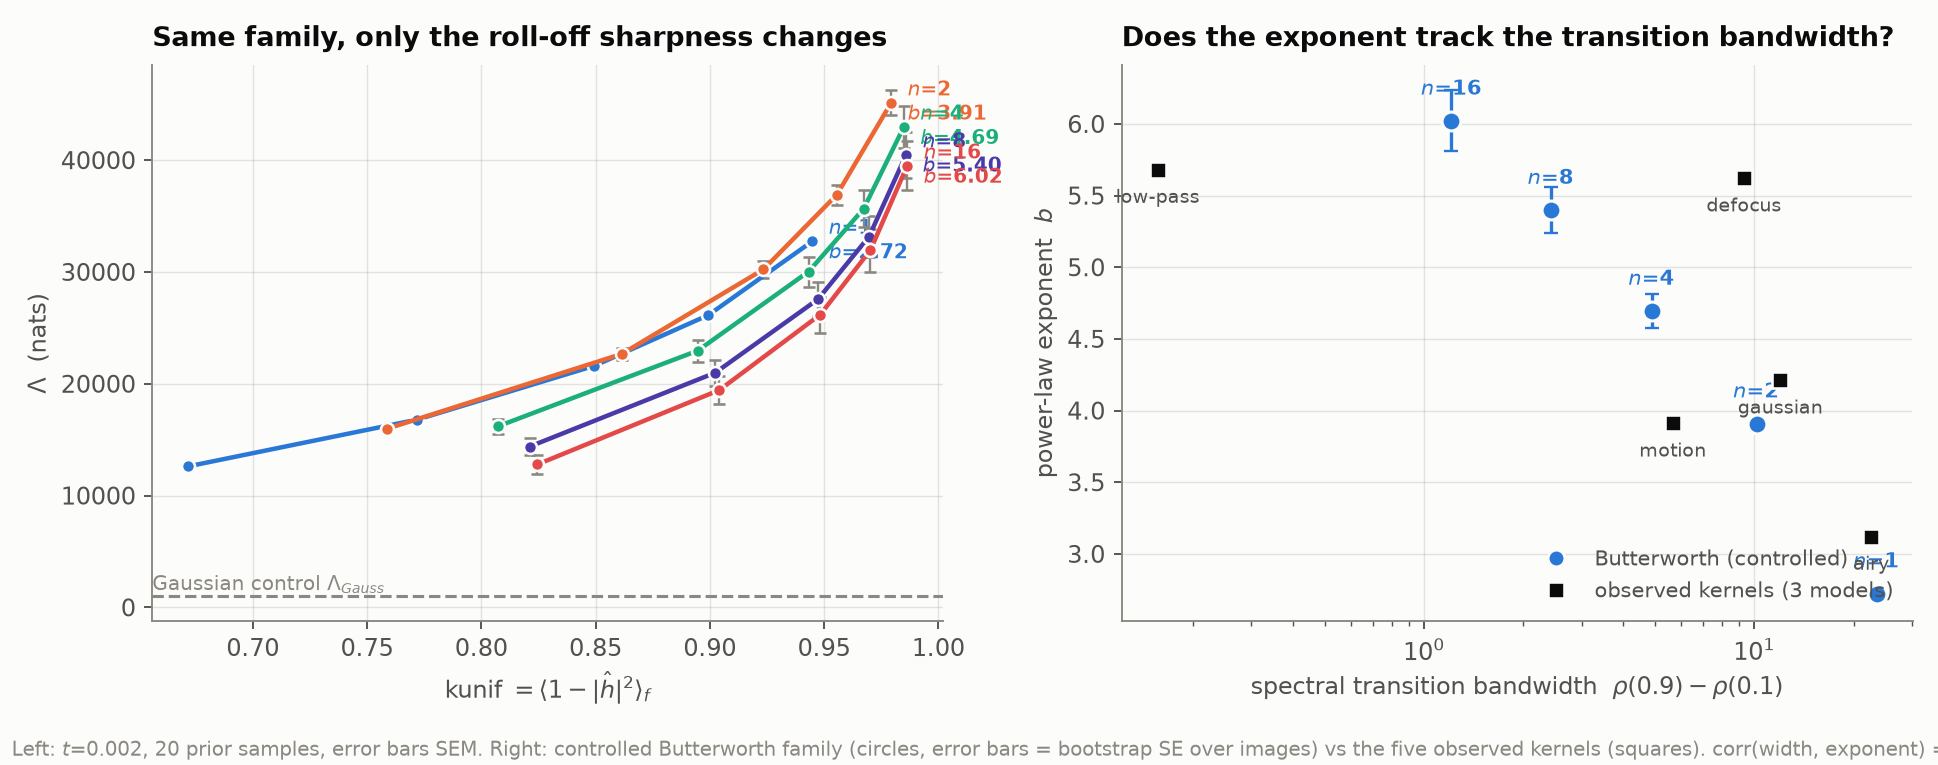 Same family, only the roll-off sharpness changes
n=2
b=3.91
n=4
b=4.69
n=8
b=5.40
n=16
b=6.02
40000
30000
20000
10000
0
Λ (nats)
Gaussian control Λ_Gauss
0.70 0.75 0.80 0.85 0.90 0.95 1.00
kunif = ⟨1 − |ĥ|²⟩_f
Does the exponent track the transition bandwidth?
n=16
n=8
n=4
n=2
n=1
low-pass
defocus
gaussian
motion
airy
6.0
5.5
5.0
4.5
4.0
3.5
3.0
power-law exponent b
Butterworth (controlled)
observed kernels (3 models)
10⁰ 10¹
spectral transition bandwidth ρ(0.9) − ρ(0.1)
Left: t=0.002, 20 prior samples, error bars SEM. Right: controlled Butterworth family (circles, error bars = bootstrap SE over images) vs the five observed kernels (squares). corr(width, exponent) =